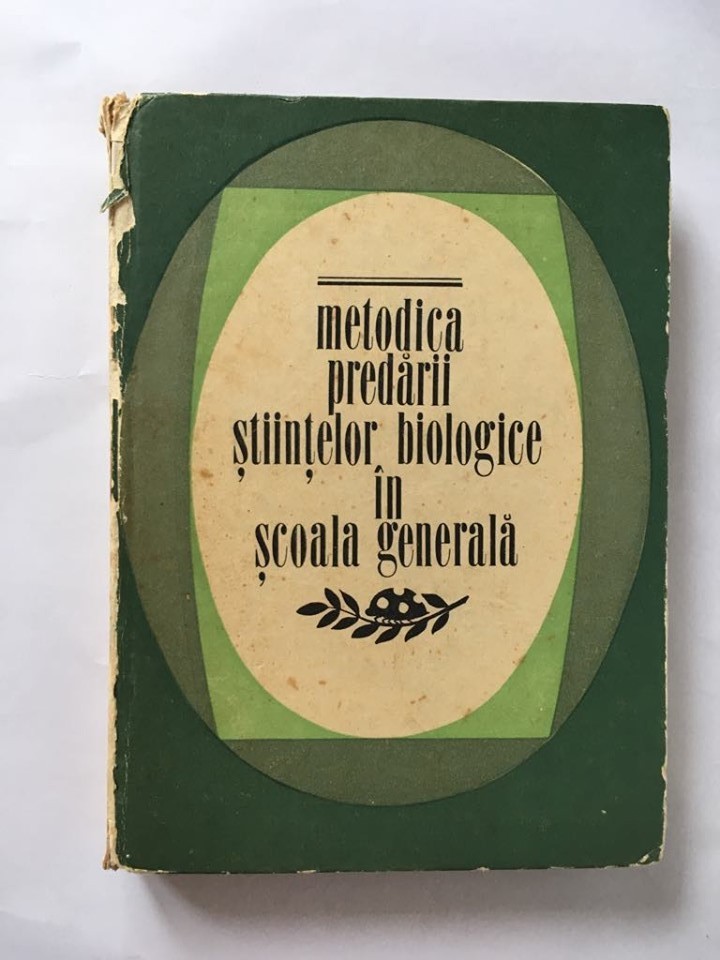 metodica
predării
științelor biologice
în
școala generală